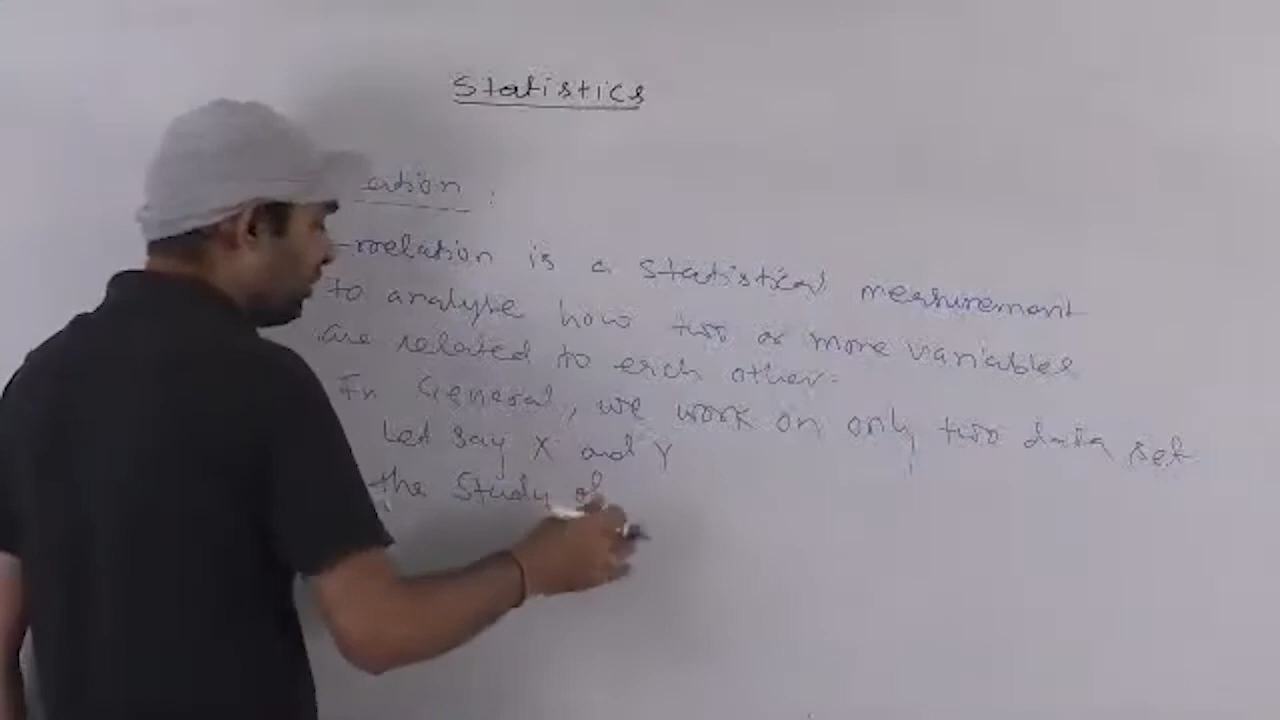 Statistics
ation :
rrelation is a statistical measurement
to analyse how two or more variables
are related to each other.
In General, we work on only two data set
Let say X and Y
the Study of